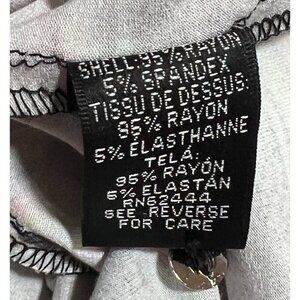 SHELL: 95% RAYON
5% SPANDEX
TISSU DE DESSUS:
95% RAYON
5% ÉLASTHANNE
TELA:
95% RAYÓN
5% ELASTÁN
RN62444
SEE REVERSE
FOR CARE